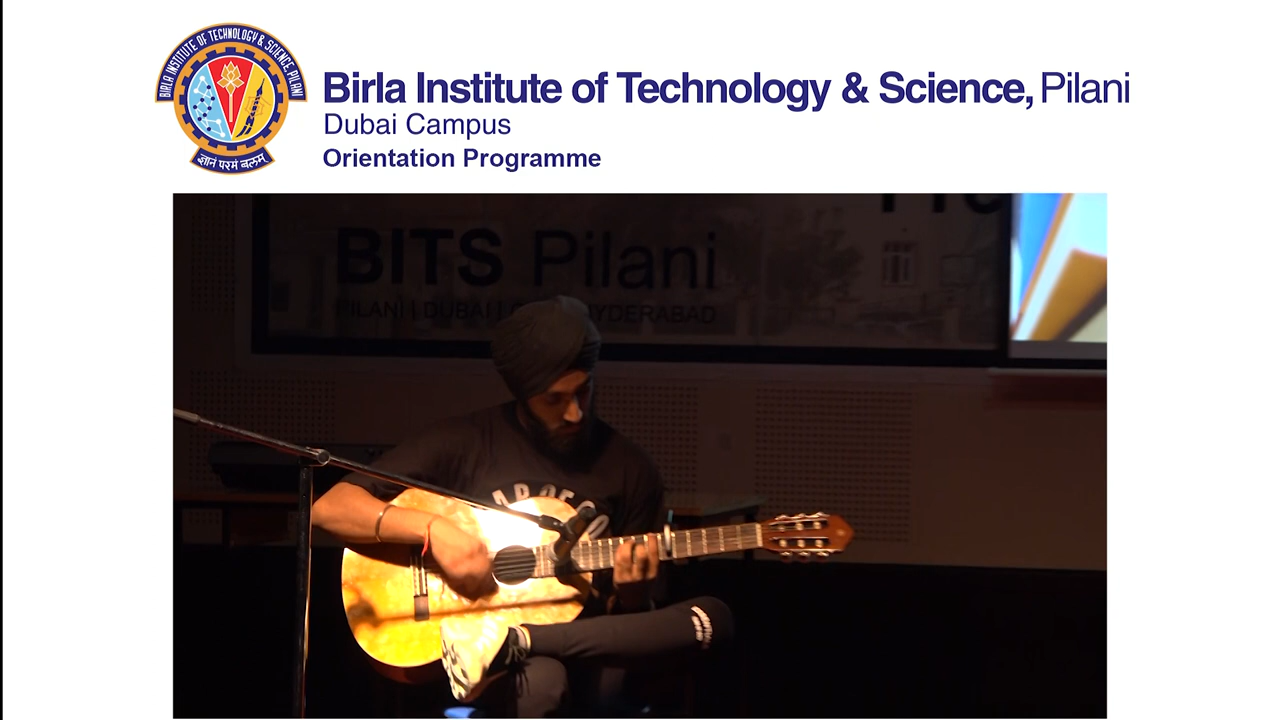 BIRLA INSTITUTE OF TECHNOLOGY & SCIENCE PILANI
ज्ञानं परमं बलम्
Birla Institute of Technology & Science, Pilani
Dubai Campus
Orientation Programme
BITS Pilani
PILANI | DUBAI | HYDERABAD